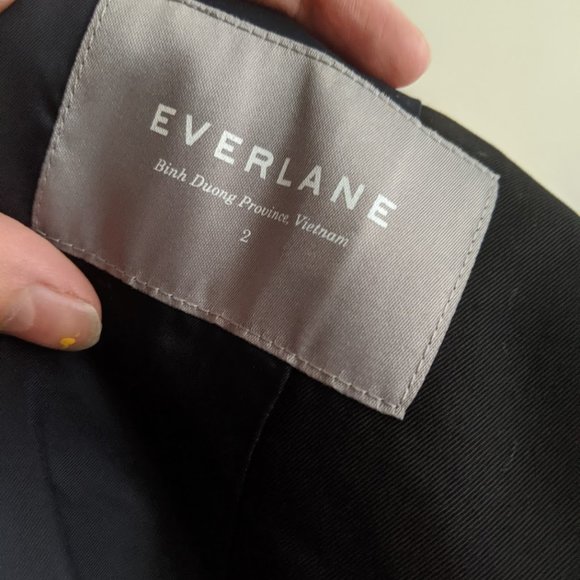 EVERLANE
Binh Duong Province, Vietnam
2